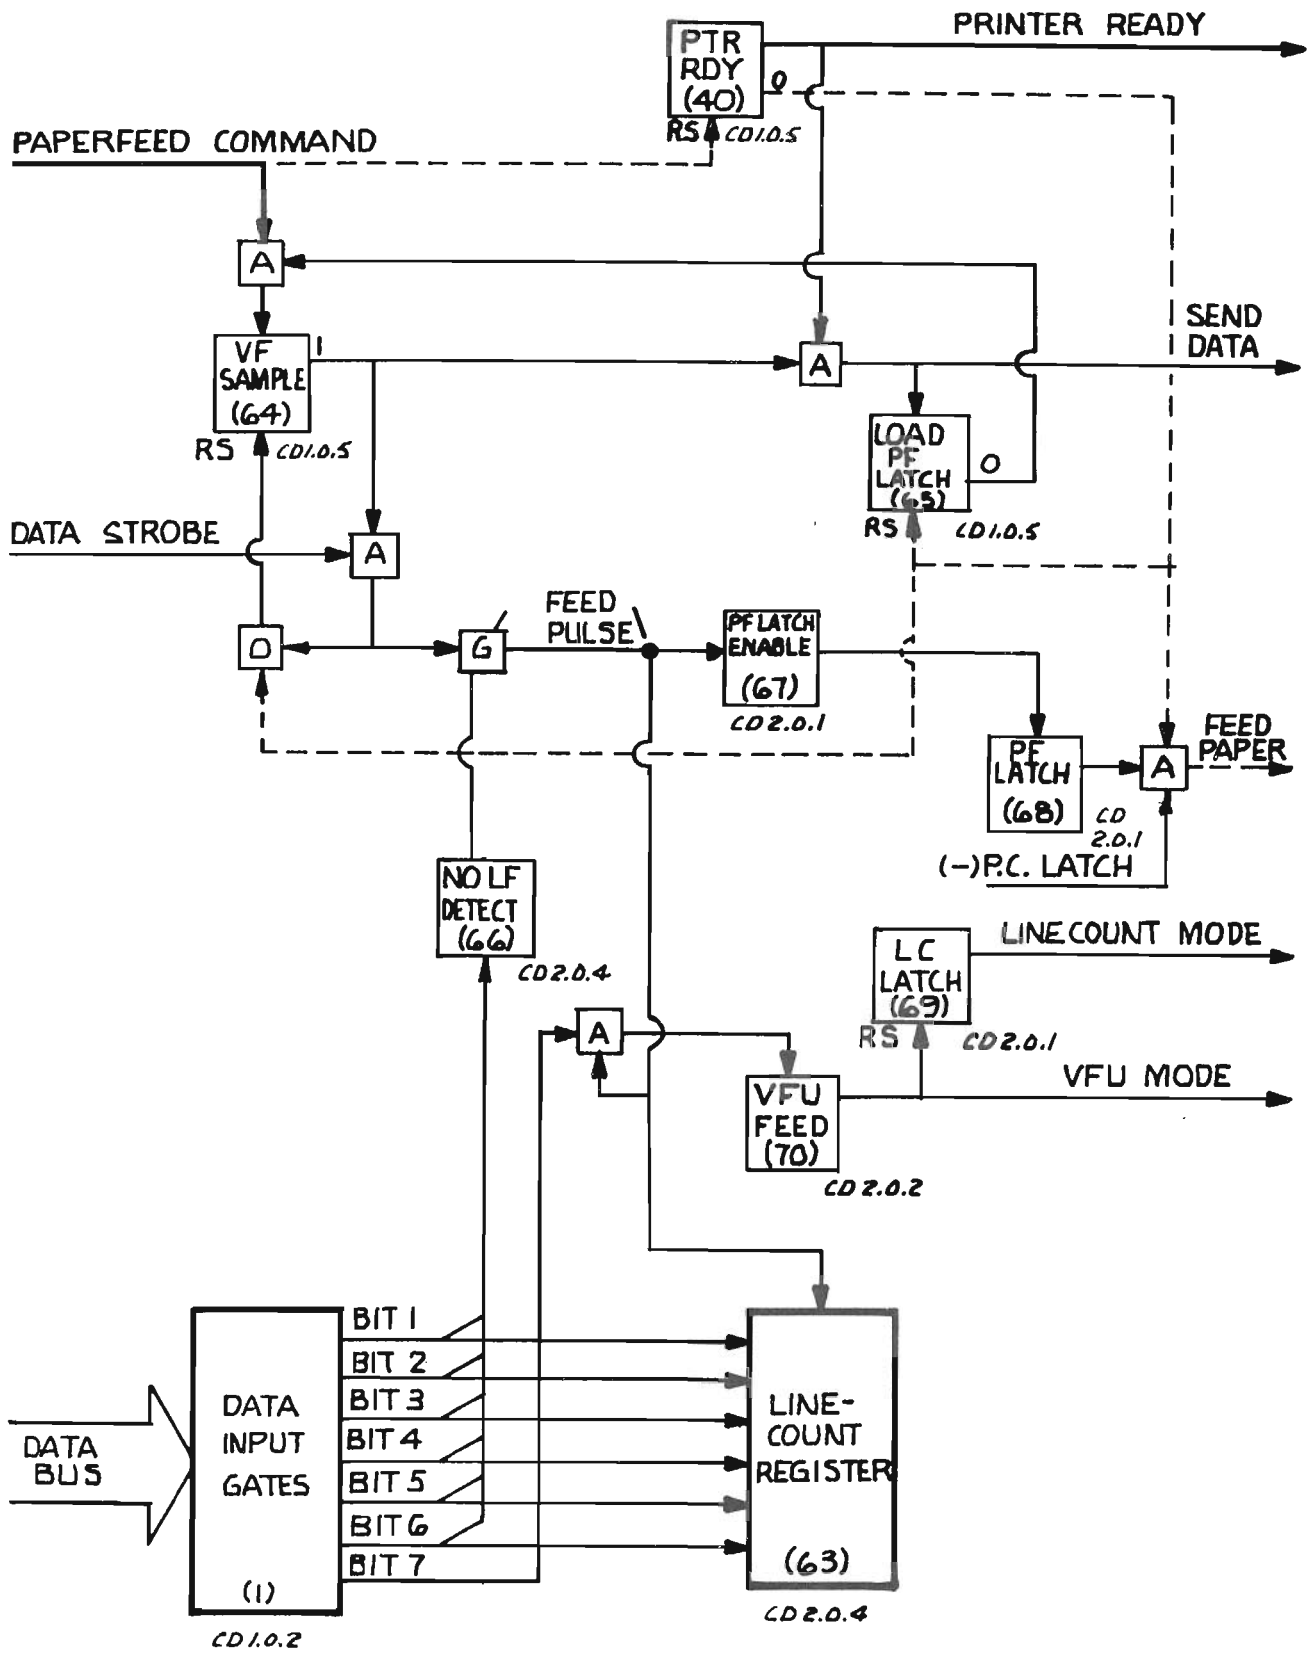 PRINTER READY
PTR
RDY
(40)
0
RS
CD1.0.5
PAPERFEED COMMAND
A
VF
SAMPLE
(64)
1
RS
CD1.0.5
A
SEND
DATA
LOAD
PF
LATCH
(65)
0
RS
CD1.0.5
DATA STROBE
A
O
G
FEED
PULSE
PF LATCH
ENABLE
(67)
CD2.0.1
PF
LATCH
(68)
CD
2.0.1
A
FEED
PAPER
(-)P.C. LATCH
NO LF
DETECT
(66)
CD2.0.4
LC
LATCH
(69)
RS
CD2.0.1
LINECOUNT MODE
A
VFU
FEED
(70)
CD2.0.2
VFU MODE
DATA
BUS
DATA
INPUT
GATES
(1)
CD1.0.2
BIT 1
BIT 2
BIT 3
BIT 4
BIT 5
BIT 6
BIT 7
LINE-
COUNT
REGISTER
(63)
CD2.0.4